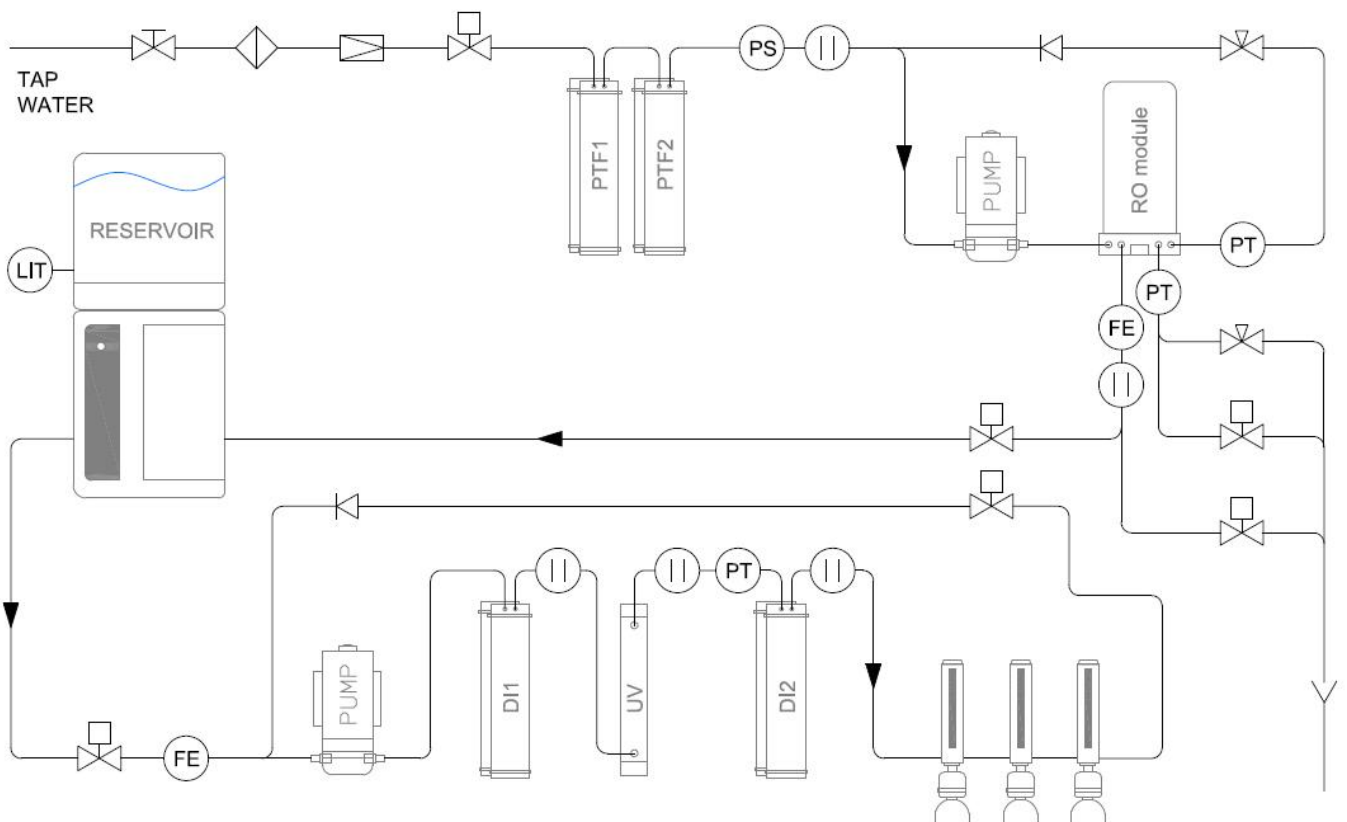 TAP
WATER
PTF1
PTF2
PS
PUMP
RO module
PT
PT
FE
RESERVOIR
LIT
PT
PUMP
DI1
UV
DI2
FE